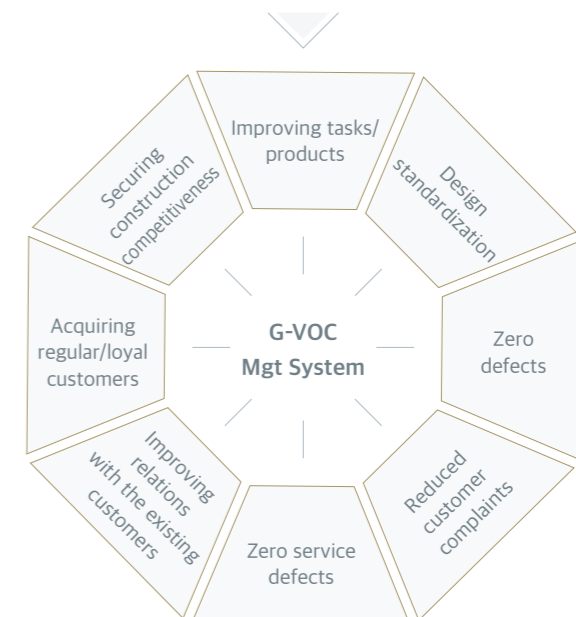 Improving tasks/
products
Design
standardization
Zero
defects
Reduced
customer
complaints
Zero service
defects
Improving
relations
with the existing
customers
Acquiring
regular/loyal
customers
Securing
construction
competitiveness
G-VOC
Mgt System